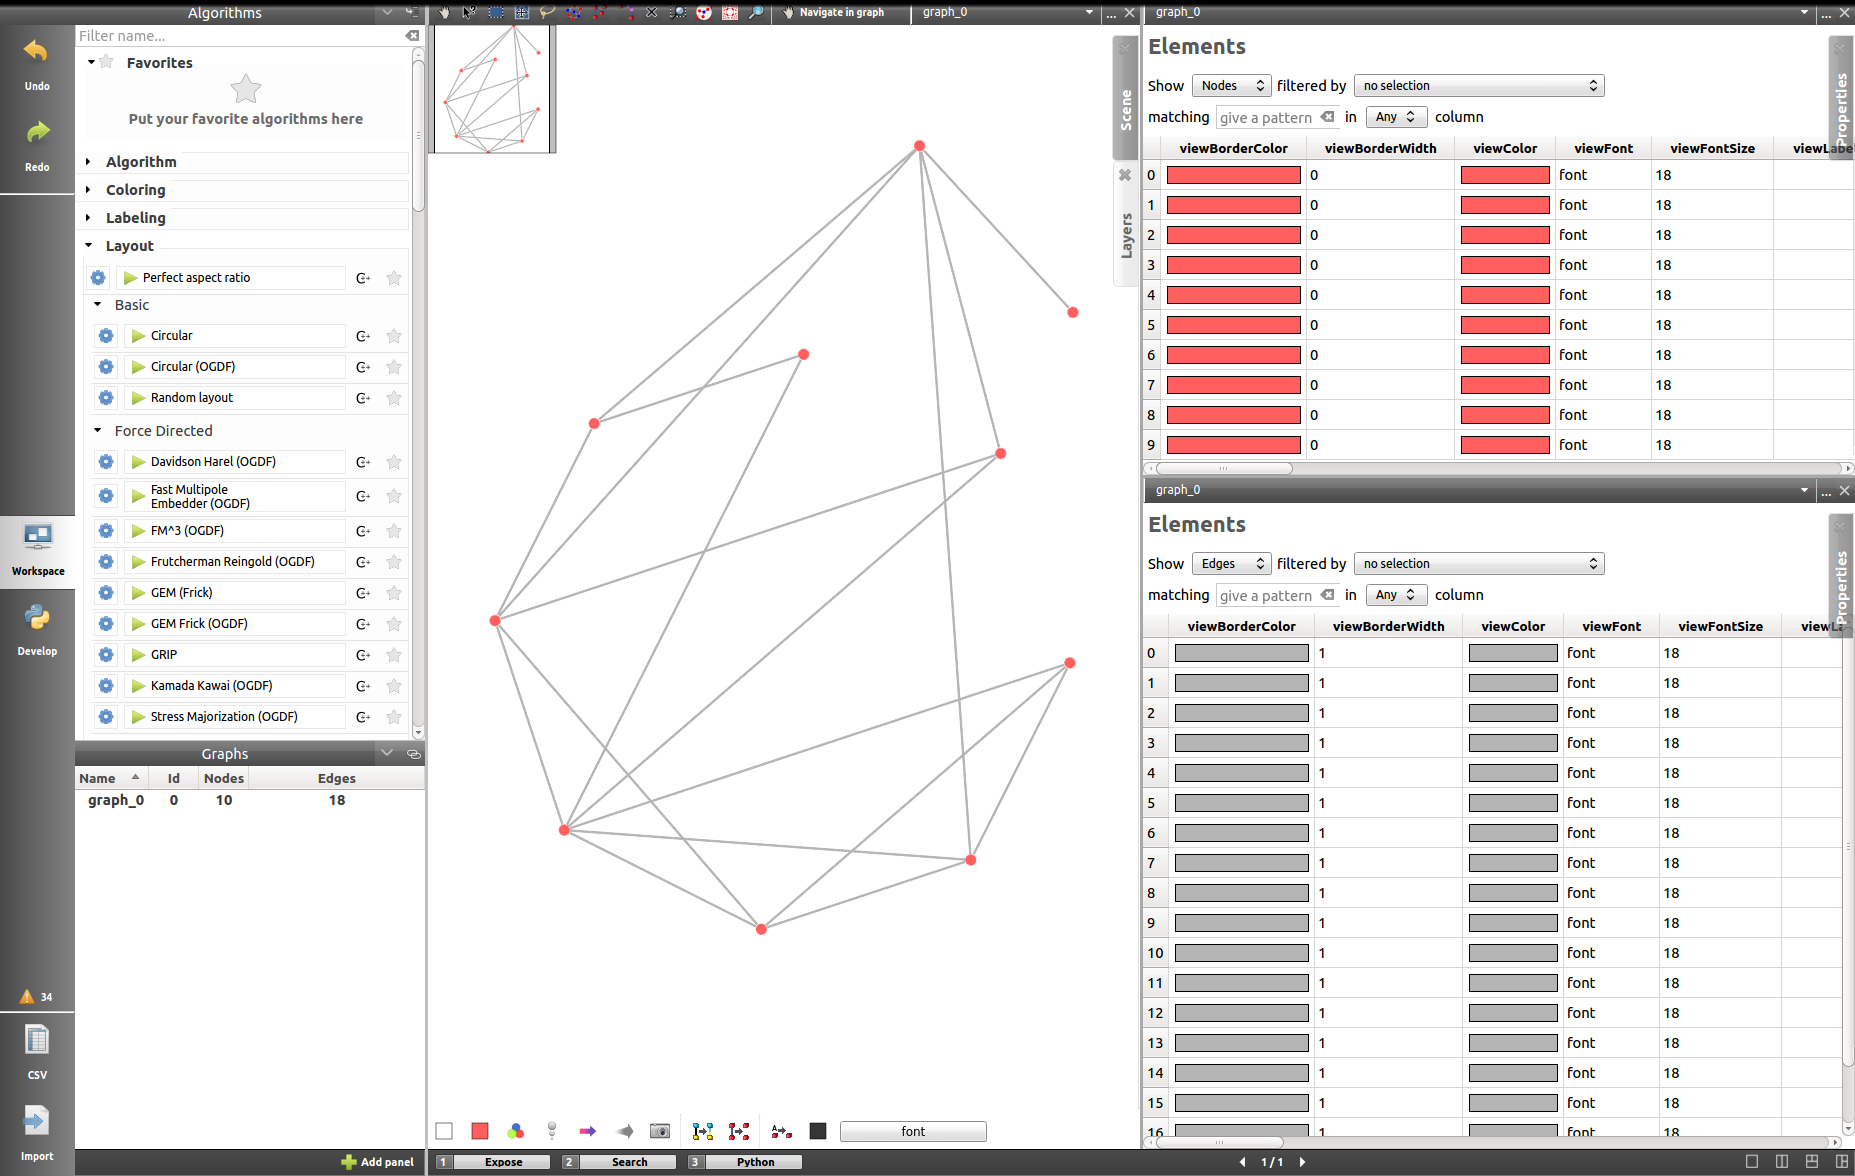 Algorithms
Navigate in graph
graph_0
...
graph_0
...
Undo
Redo
Workspace
Develop
34
CSV
Import
Filter name...
Favorites
Put your favorite algorithms here
Algorithm
Coloring
Labeling
Layout
Perfect aspect ratio
Basic
Circular
Circular (OGDF)
Random layout
Force Directed
Davidson Harel (OGDF)
Fast Multipole
Embedder (OGDF)
FM^3 (OGDF)
Frutcherman Reingold (OGDF)
GEM (Frick)
GEM Frick (OGDF)
GRIP
Kamada Kawai (OGDF)
Stress Majorization (OGDF)
Graphs
Name Id Nodes Edges
graph_0 0 10 18
Add panel
Scene
Layers
font
1 Expose 2 Search 3 Python
1 / 1
Elements
Show Nodes filtered by no selection
matching give a pattern in Any column
Properties
viewBorderColor viewBorderWidth viewColor viewFont viewFontSize viewLabe
0 0 font 18
1 0 font 18
2 0 font 18
3 0 font 18
4 0 font 18
5 0 font 18
6 0 font 18
7 0 font 18
8 0 font 18
9 0 font 18
graph_0
...
Elements
Show Edges filtered by no selection
matching give a pattern in Any column
Properties
viewBorderColor viewBorderWidth viewColor viewFont viewFontSize
0 1 font 18
1 1 font 18
2 1 font 18
3 1 font 18
4 1 font 18
5 1 font 18
6 1 font 18
7 1 font 18
8 1 font 18
9 1 font 18
10 1 font 18
11 1 font 18
12 1 font 18
13 1 font 18
14 1 font 18
15 1 font 18
16 1 font 18